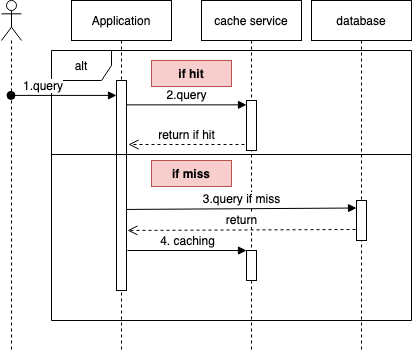 Application
cache service
database
alt
if hit
1.query
2.query
return if hit
if miss
3.query if miss
return
4. caching